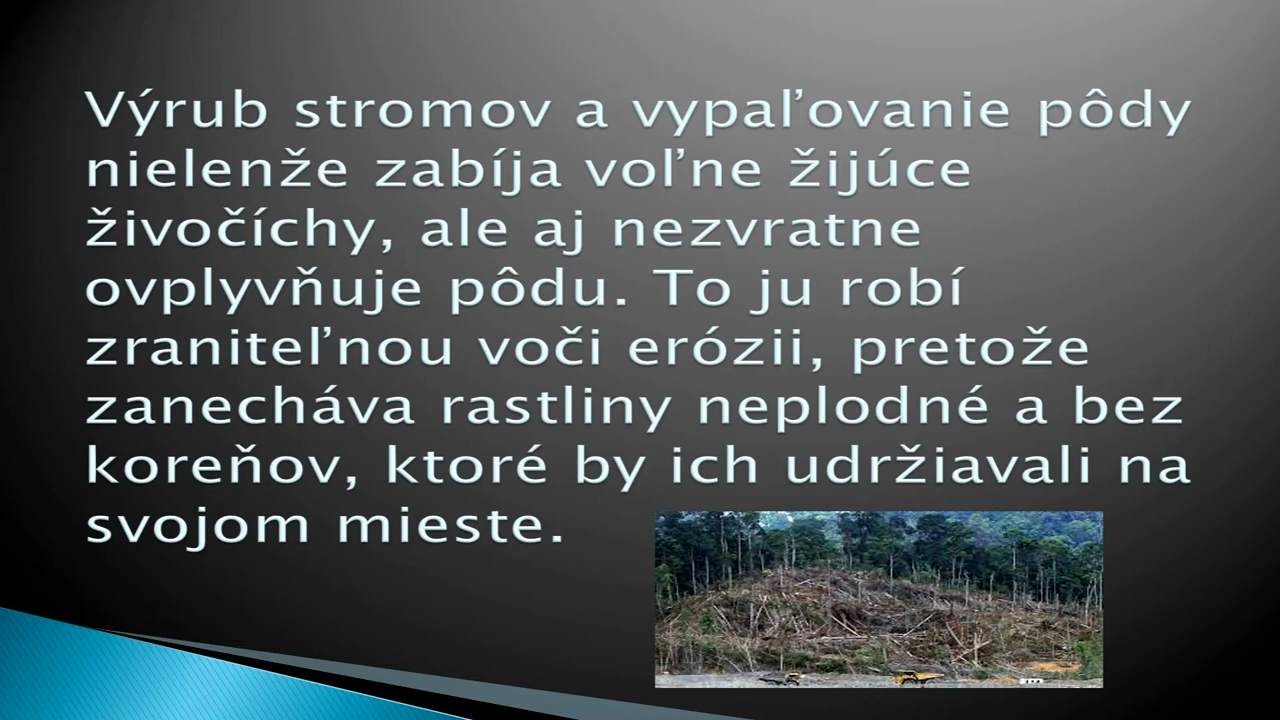 Výrub stromov a vypaľovanie pôdy
nielenže zabíja voľne žijúce
živočíchy, ale aj nezvratne
ovplyvňuje pôdu. To ju robí
zraniteľnou voči erózii, pretože
zanecháva rastliny neplodné a bez
koreňov, ktoré by ich udržiavali na
svojom mieste.